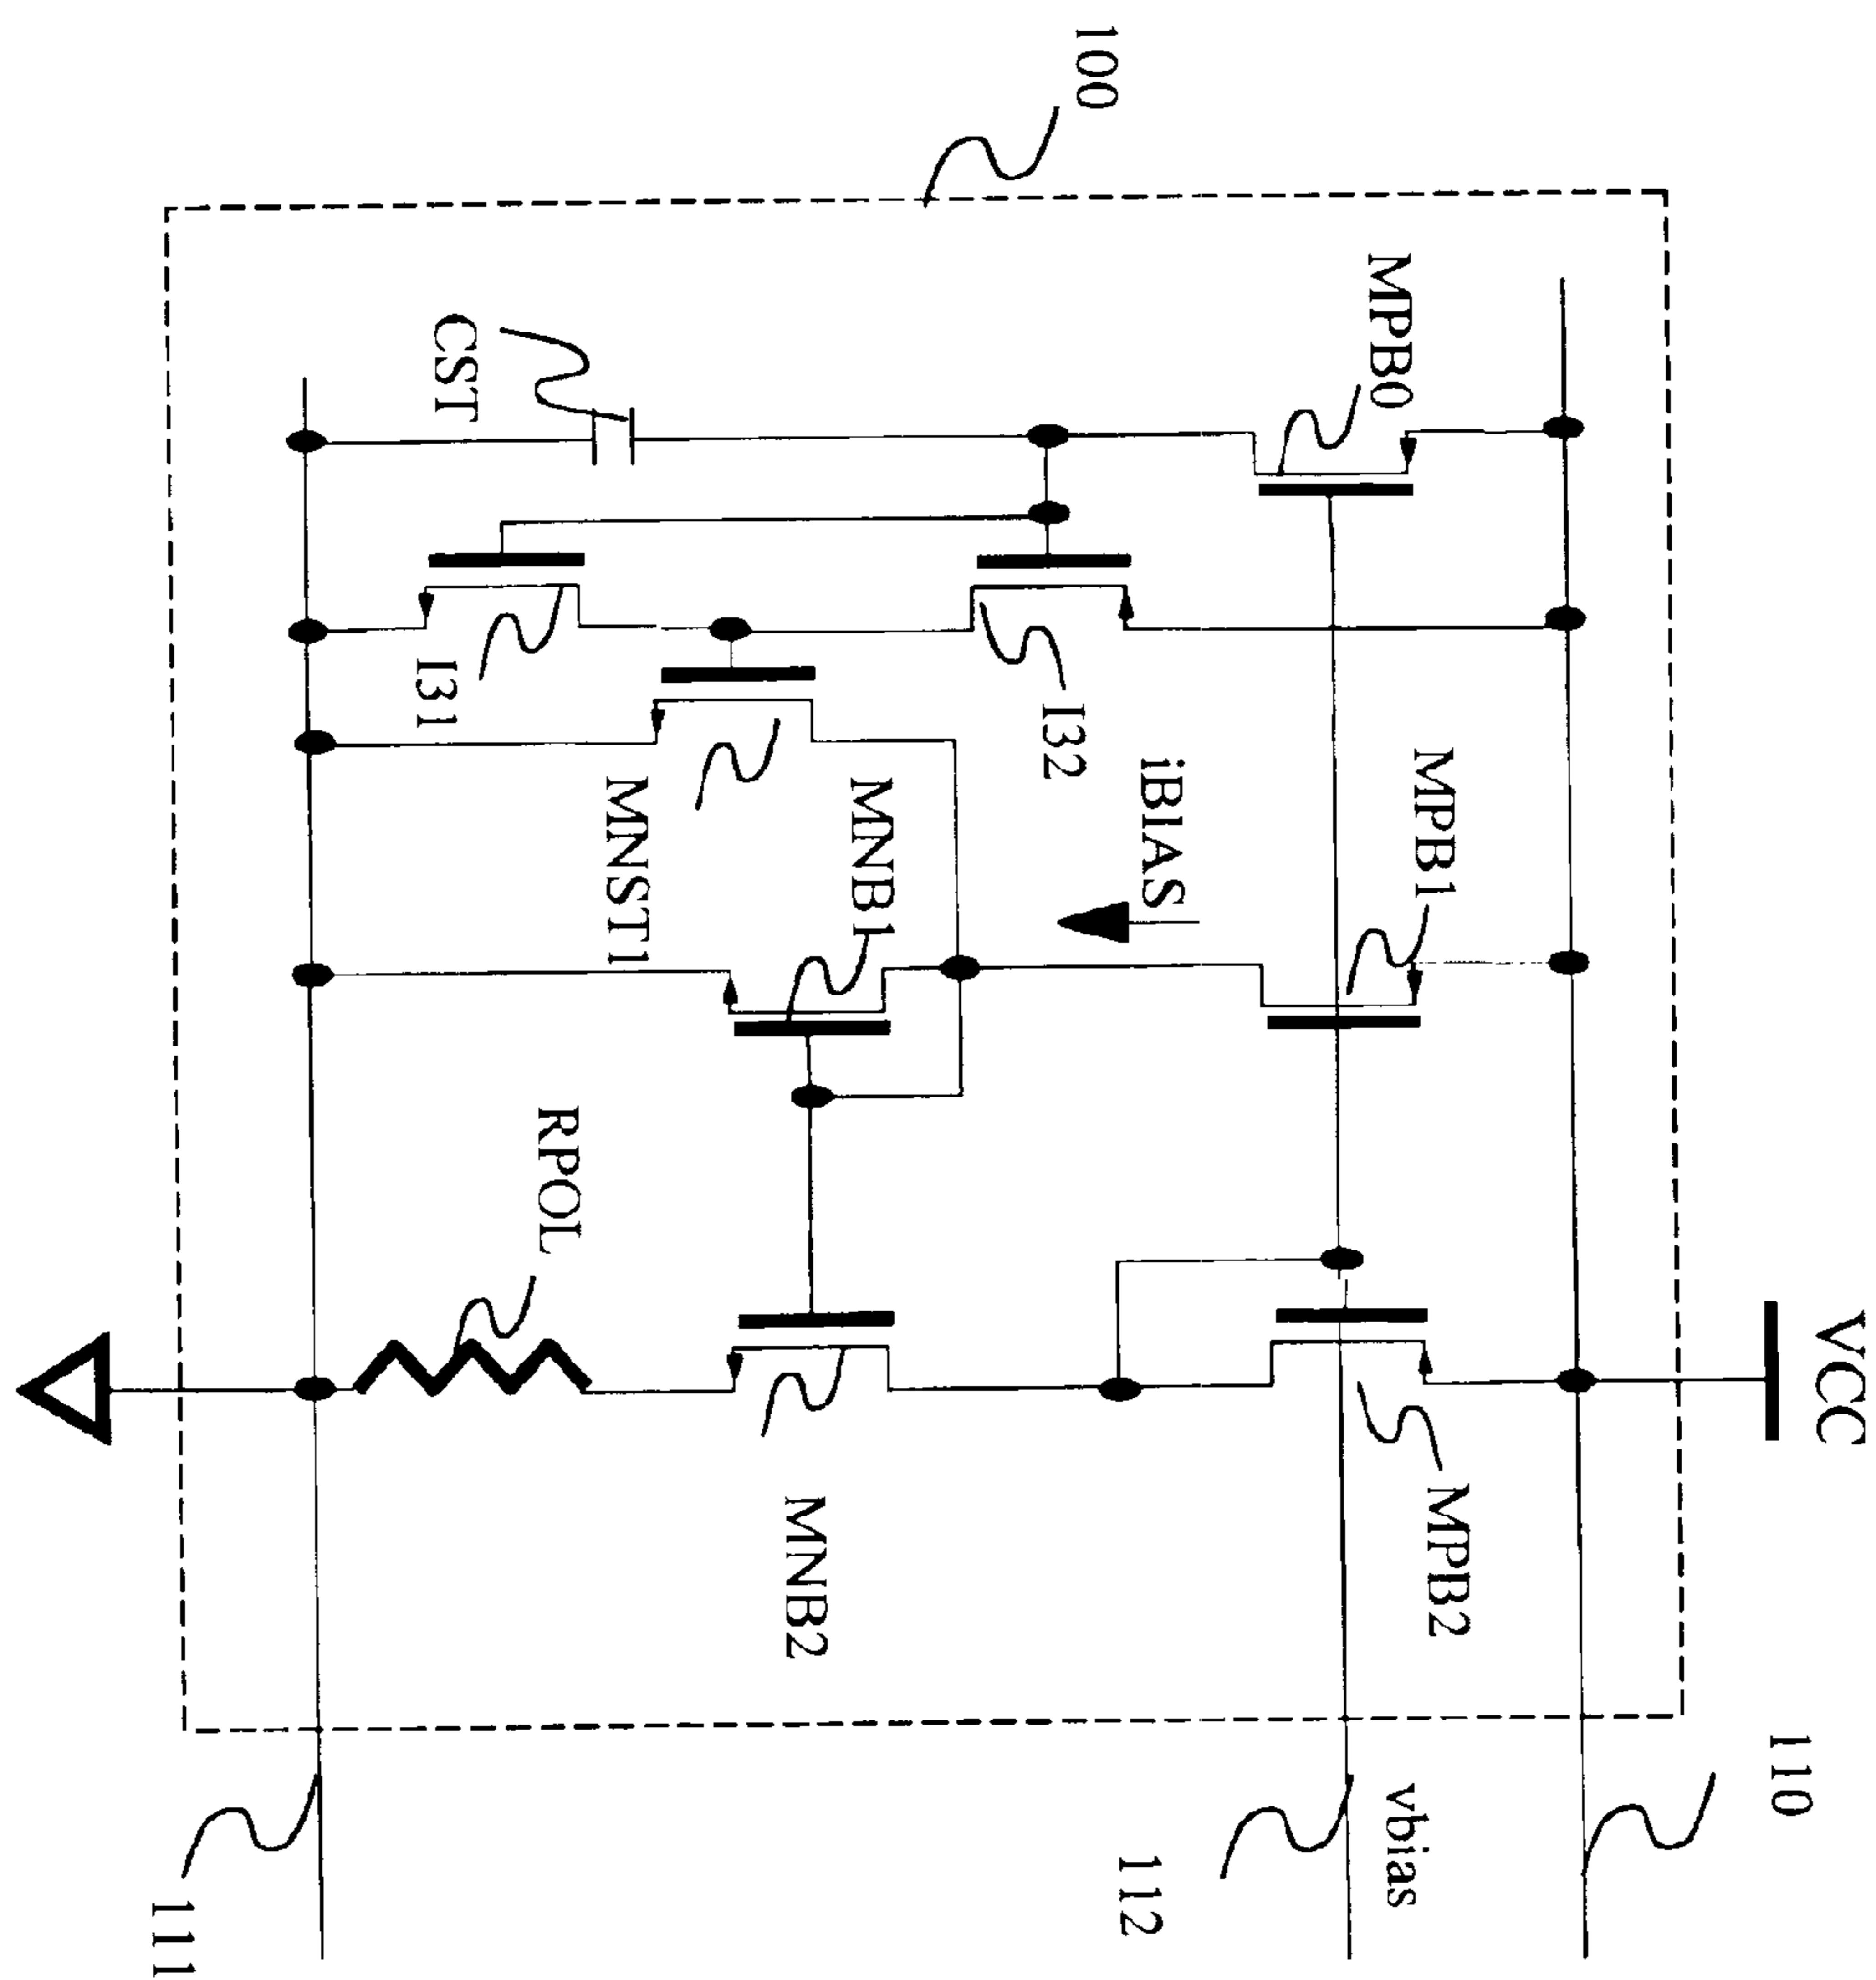 VCC
110
100
MPB0
MPB1
MPB2
vbias
112
iBIAS
I32
CST
MNB1
MNB2
I31
MNST1
RPOL
111